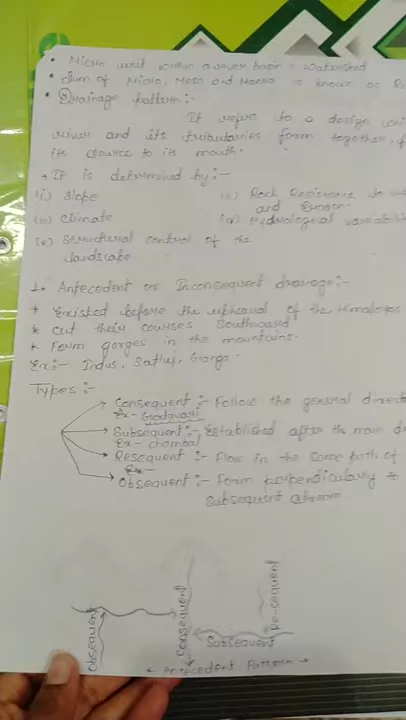 • Micro unit within a river basin = Watershed
• Sum of Micro, Meso and Macro is known as
• Drainage pattern :-
It refers to a design
river and its tributaries form together, f
its source to its mouth.
→ It is determined by :-
(i) Slope (ii) Rock Resistance to
and Erosion
(iii) Climate (iv) Hydrological variabili
(v) Structural control of the
landscape
1. Antecedent or Inconsequent drainage :-
* Existed before the upheaval of the Himalayas
* Cut their courses Southward
* Form gorges in the mountains.
Ex :- Indus, Satluj, Ganga.
Types :-
Consequent :- Follow the general direct
Ex - Godavari
Subsequent :- Established after the main d
Ex - chambal
Resequent :- Flow in the same path of
Ex -
Obsequent :- Form perpendicularly to
Subsequent stream
Obsequent
Consequent
Subsequent
Re-sequent
← Antecedent Pattern →